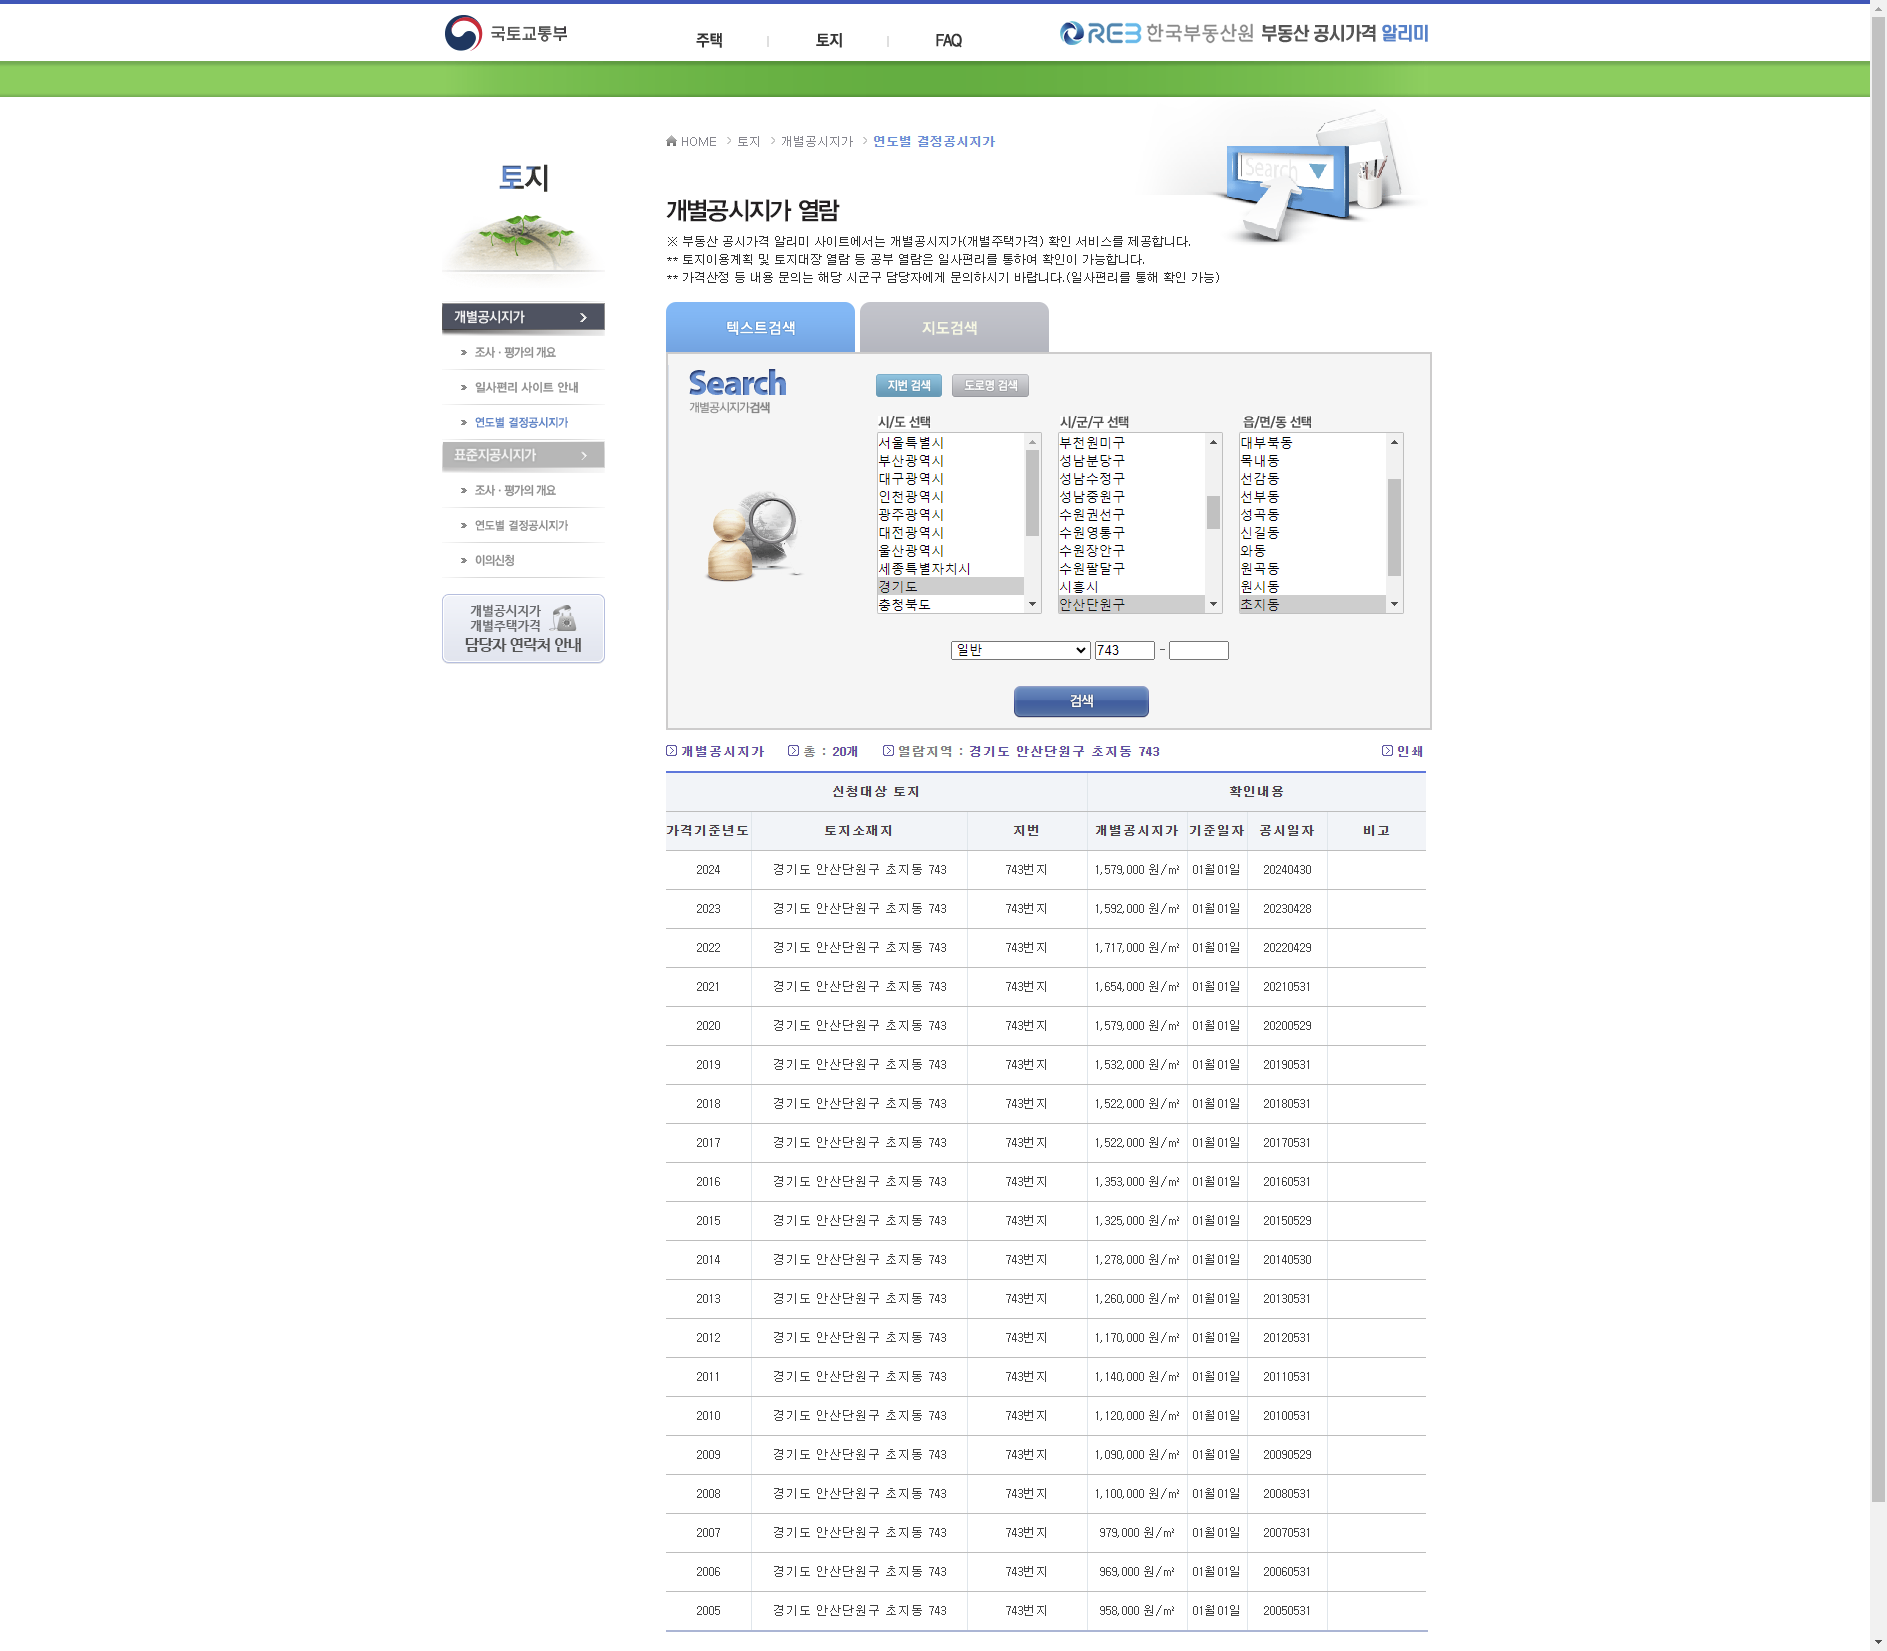 국토교통부
주택
토지
FAQ
REB 한국부동산원 부동산 공시가격 알리미
HOME > 토지 > 개별공시지가 > 연도별 결정공시지가
Search
토지
개별공시지가 열람
※ 부동산 공시가격 알리미 사이트에서는 개별공시지가(개별주택가격) 확인 서비스를 제공합니다.
** 토지이용계획 및 토지대장 열람 등 공부 열람은 일사편리를 통하여 확인이 가능합니다.
** 가격산정 등 내용 문의는 해당 시군구 담당자에게 문의하시기 바랍니다.(일사편리를 통해 확인 가능)
개별공시지가
조사·평가의 개요
일사편리 사이트 안내
연도별 결정공시지가
표준지공시지가
조사·평가의 개요
연도별 결정공시지가
이의신청
개별공시지가
개별주택가격
담당자 연락처 안내
텍스트검색
지도검색
Search
개별공시지가검색
지번 검색
도로명 검색
시/도 선택
서울특별시
부산광역시
대구광역시
인천광역시
광주광역시
대전광역시
울산광역시
세종특별자치시
경기도
충청북도
시/군/구 선택
부천원미구
성남분당구
성남수정구
성남중원구
수원권선구
수원영통구
수원장안구
수원팔달구
시흥시
안산단원구
읍/면/동 선택
대부북동
목내동
선감동
선부동
성곡동
신길동
와동
원곡동
원시동
초지동
일반 743 -
검색
개별공시지가 총 : 20개 열람지역 : 경기도 안산단원구 초지동 743 인쇄
신청대상 토지 확인내용
가격기준년도 토지소재지 지번 개별공시지가 기준일자 공시일자 비고
2024 경기도 안산단원구 초지동 743 743번지 1,579,000 원/㎡ 01월01일 20240430
2023 경기도 안산단원구 초지동 743 743번지 1,592,000 원/㎡ 01월01일 20230428
2022 경기도 안산단원구 초지동 743 743번지 1,717,000 원/㎡ 01월01일 20220429
2021 경기도 안산단원구 초지동 743 743번지 1,654,000 원/㎡ 01월01일 20210531
2020 경기도 안산단원구 초지동 743 743번지 1,579,000 원/㎡ 01월01일 20200529
2019 경기도 안산단원구 초지동 743 743번지 1,532,000 원/㎡ 01월01일 20190531
2018 경기도 안산단원구 초지동 743 743번지 1,522,000 원/㎡ 01월01일 20180531
2017 경기도 안산단원구 초지동 743 743번지 1,522,000 원/㎡ 01월01일 20170531
2016 경기도 안산단원구 초지동 743 743번지 1,353,000 원/㎡ 01월01일 20160531
2015 경기도 안산단원구 초지동 743 743번지 1,325,000 원/㎡ 01월01일 20150529
2014 경기도 안산단원구 초지동 743 743번지 1,278,000 원/㎡ 01월01일 20140530
2013 경기도 안산단원구 초지동 743 743번지 1,260,000 원/㎡ 01월01일 20130531
2012 경기도 안산단원구 초지동 743 743번지 1,170,000 원/㎡ 01월01일 20120531
2011 경기도 안산단원구 초지동 743 743번지 1,140,000 원/㎡ 01월01일 20110531
2010 경기도 안산단원구 초지동 743 743번지 1,120,000 원/㎡ 01월01일 20100531
2009 경기도 안산단원구 초지동 743 743번지 1,090,000 원/㎡ 01월01일 20090529
2008 경기도 안산단원구 초지동 743 743번지 1,100,000 원/㎡ 01월01일 20080531
2007 경기도 안산단원구 초지동 743 743번지 979,000 원/㎡ 01월01일 20070531
2006 경기도 안산단원구 초지동 743 743번지 969,000 원/㎡ 01월01일 20060531
2005 경기도 안산단원구 초지동 743 743번지 958,000 원/㎡ 01월01일 20050531